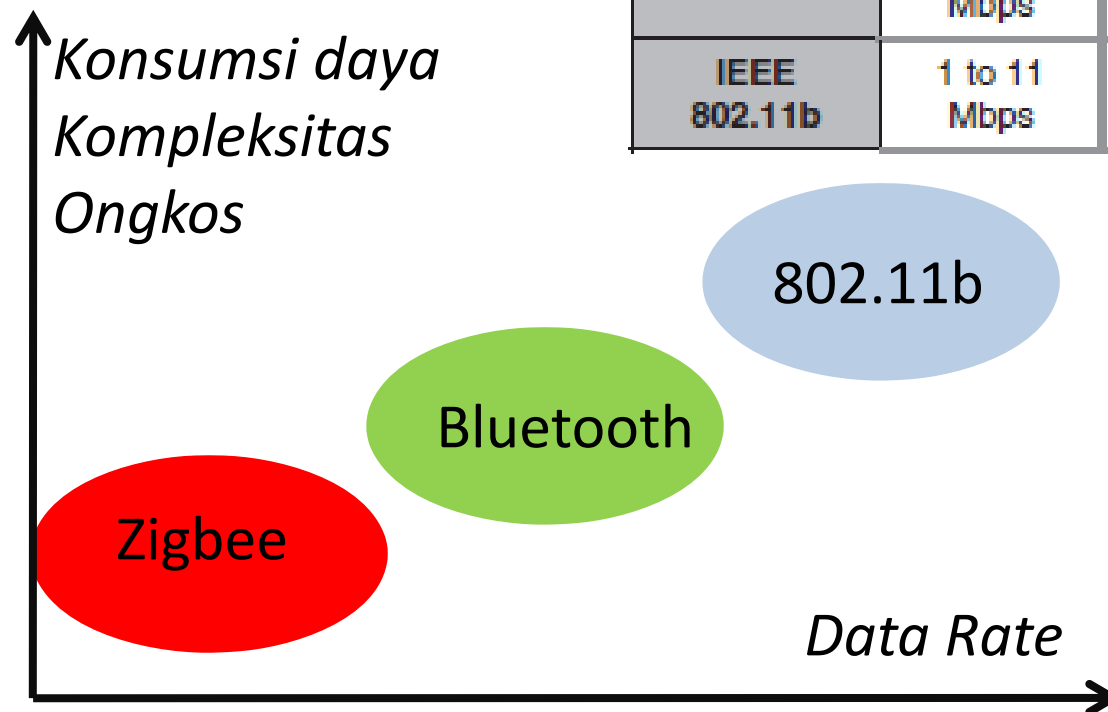 Mbps
IEEE
802.11b
1 to 11
Mbps
Konsumsi daya
Kompleksitas
Ongkos
802.11b
Bluetooth
Zigbee
Data Rate